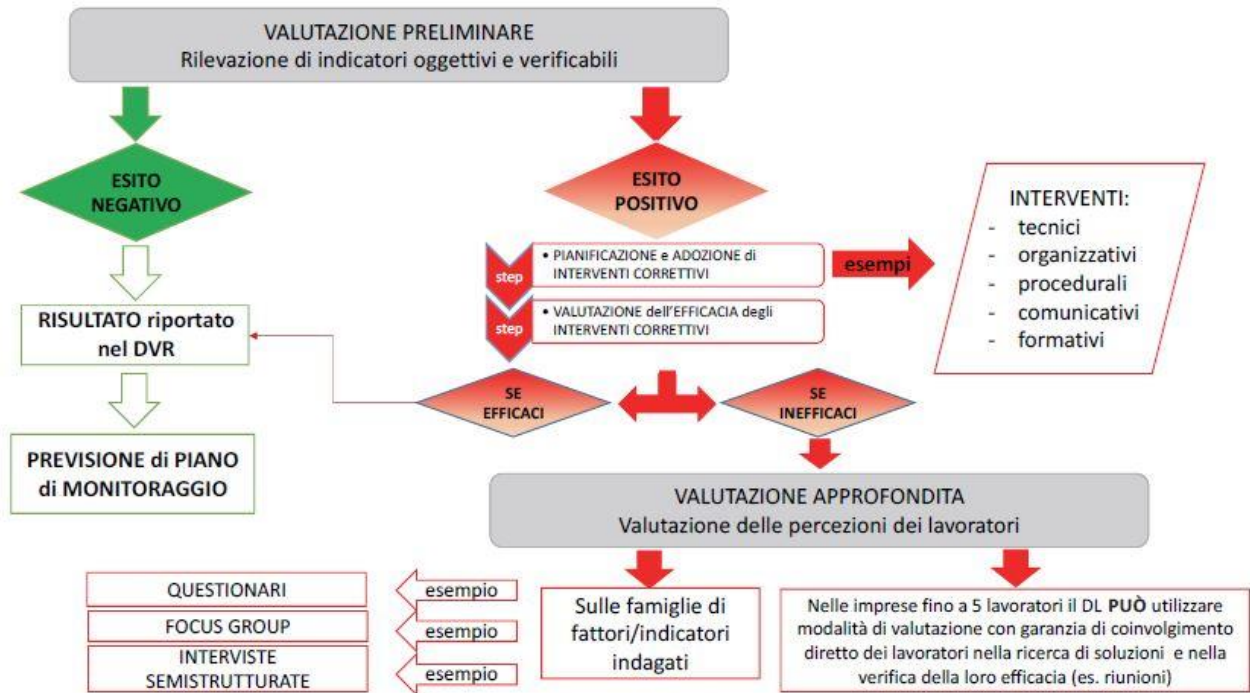 VALUTAZIONE PRELIMINARE
Rilevazione di indicatori oggettivi e verificabili
ESITO
NEGATIVO
ESITO
POSITIVO
RISULTATO riportato
nel DVR
PREVISIONE di PIANO
di MONITORAGGIO
step
• PIANIFICAZIONE e ADOZIONE di
INTERVENTI CORRETTIVI
esempi
INTERVENTI:
- tecnici
- organizzativi
- procedurali
- comunicativi
- formativi
step
• VALUTAZIONE dell'EFFICACIA degli
INTERVENTI CORRETTIVI
SE
EFFICACI
SE
INEFFICACI
VALUTAZIONE APPROFONDITA
Valutazione delle percezioni dei lavoratori
Sulle famiglie di
fattori/indicatori
indagati
esempio
QUESTIONARI
esempio
FOCUS GROUP
esempio
INTERVISTE
SEMISTRUTTURATE
Nelle imprese fino a 5 lavoratori il DL PUÒ utilizzare
modalità di valutazione con garanzia di coinvolgimento
diretto dei lavoratori nella ricerca di soluzioni e nella
verifica della loro efficacia (es. riunioni)